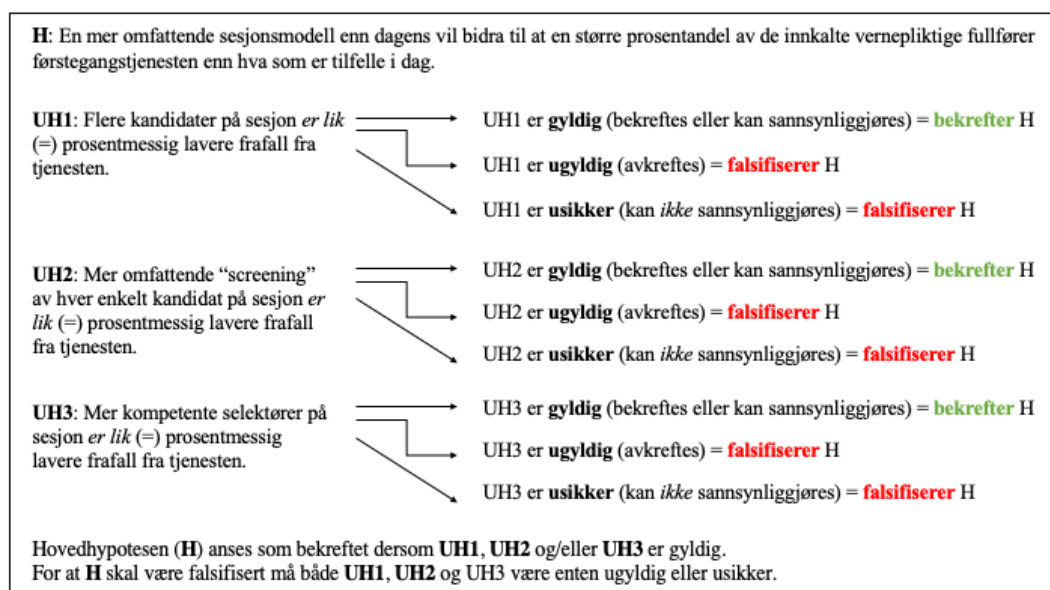 H: En mer omfattende sesjonsmodell enn dagens vil bidra til at en større prosentandel av de innkalte vernepliktige fullfører
førstegangstjenesten enn hva som er tilfelle i dag.
UH1: Flere kandidater på sesjon er lik
(=) prosentmessig lavere frafall fra
tjenesten.
UH1 er gyldig (bekreftes eller kan sannsynliggjøres) = bekrefter H
UH1 er ugyldig (avkreftes) = falsifiserer H
UH1 er usikker (kan ikke sannsynliggjøres) = falsifiserer H
UH2: Mer omfattende “screening”
av hver enkelt kandidat på sesjon er
lik (=) prosentmessig lavere frafall
fra tjenesten.
UH2 er gyldig (bekreftes eller kan sannsynliggjøres) = bekrefter H
UH2 er ugyldig (avkreftes) = falsifiserer H
UH2 er usikker (kan ikke sannsynliggjøres) = falsifiserer H
UH3: Mer kompetente selektører på
sesjon er lik (=) prosentmessig
lavere frafall fra tjenesten.
UH3 er gyldig (bekreftes eller kan sannsynliggjøres) = bekrefter H
UH3 er ugyldig (avkreftes) = falsifiserer H
UH3 er usikker (kan ikke sannsynliggjøres) = falsifiserer H
Hovedhypotesen (H) anses som bekreftet dersom UH1, UH2 og/eller UH3 er gyldig.
For at H skal være falsifisert må både UH1, UH2 og UH3 være enten ugyldig eller usikker.